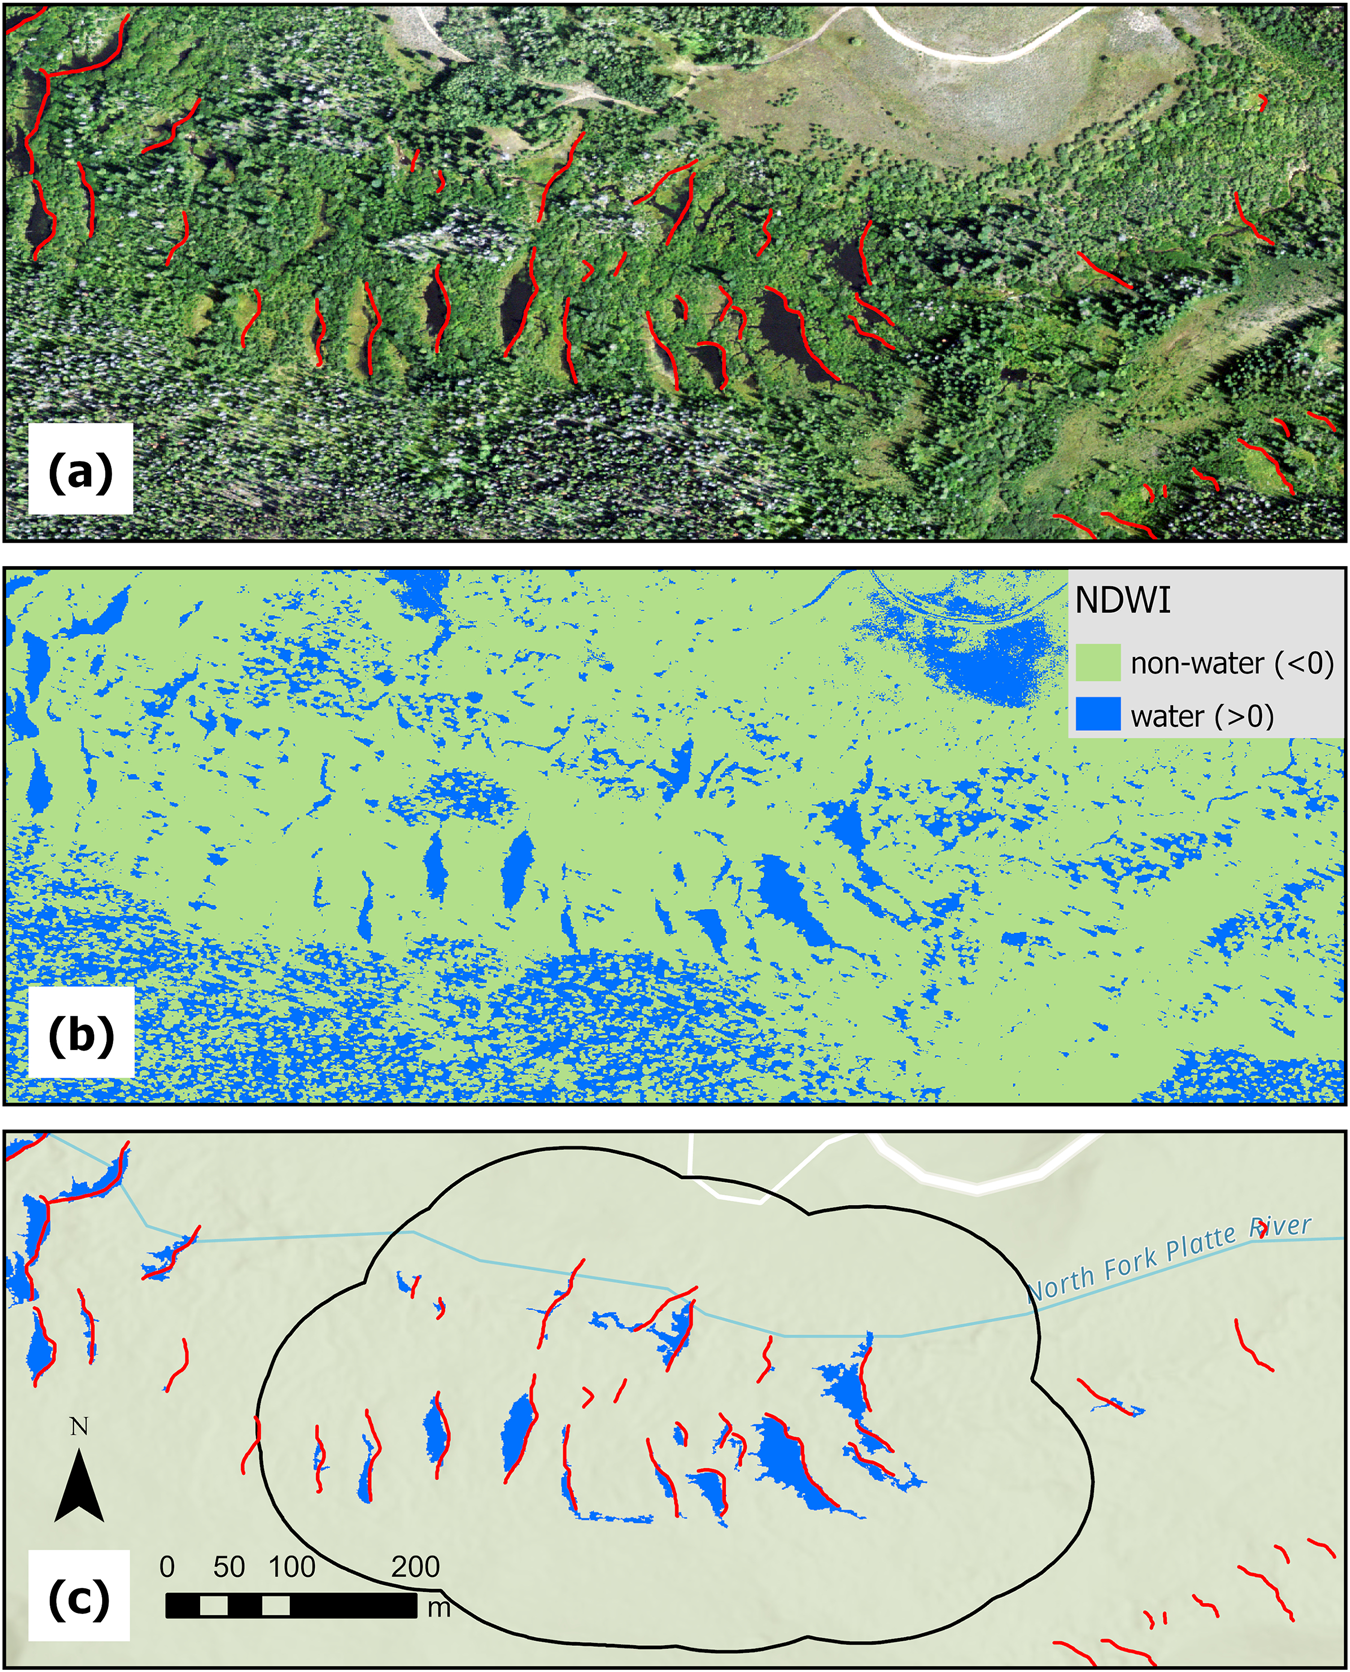 (a)
NDWI
non-water (<0)
water (>0)
(b)
North Fork Platte River
N
0 50 100 200
m
(c)